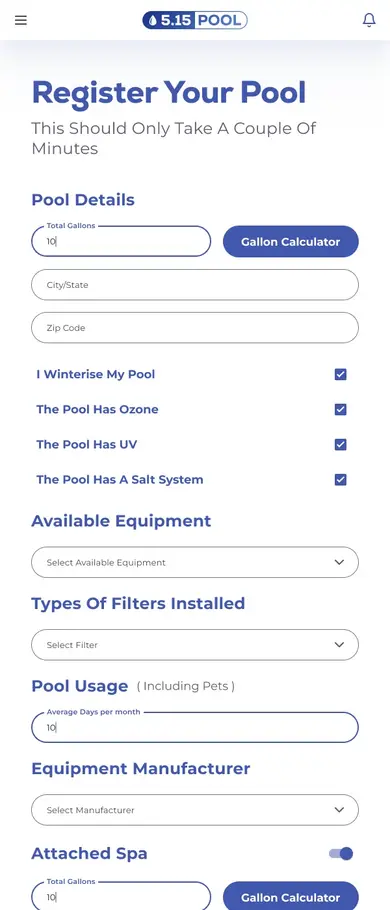 5.15 POOL
Register Your Pool
This Should Only Take A Couple Of
Minutes
Pool Details
Total Gallons
10
Gallon Calculator
City/State
Zip Code
I Winterise My Pool
The Pool Has Ozone
The Pool Has UV
The Pool Has A Salt System
Available Equipment
Select Available Equipment
Types Of Filters Installed
Select Filter
Pool Usage ( Including Pets )
Average Days per month
10
Equipment Manufacturer
Select Manufacturer
Attached Spa
Total Gallons
10
Gallon Calculator